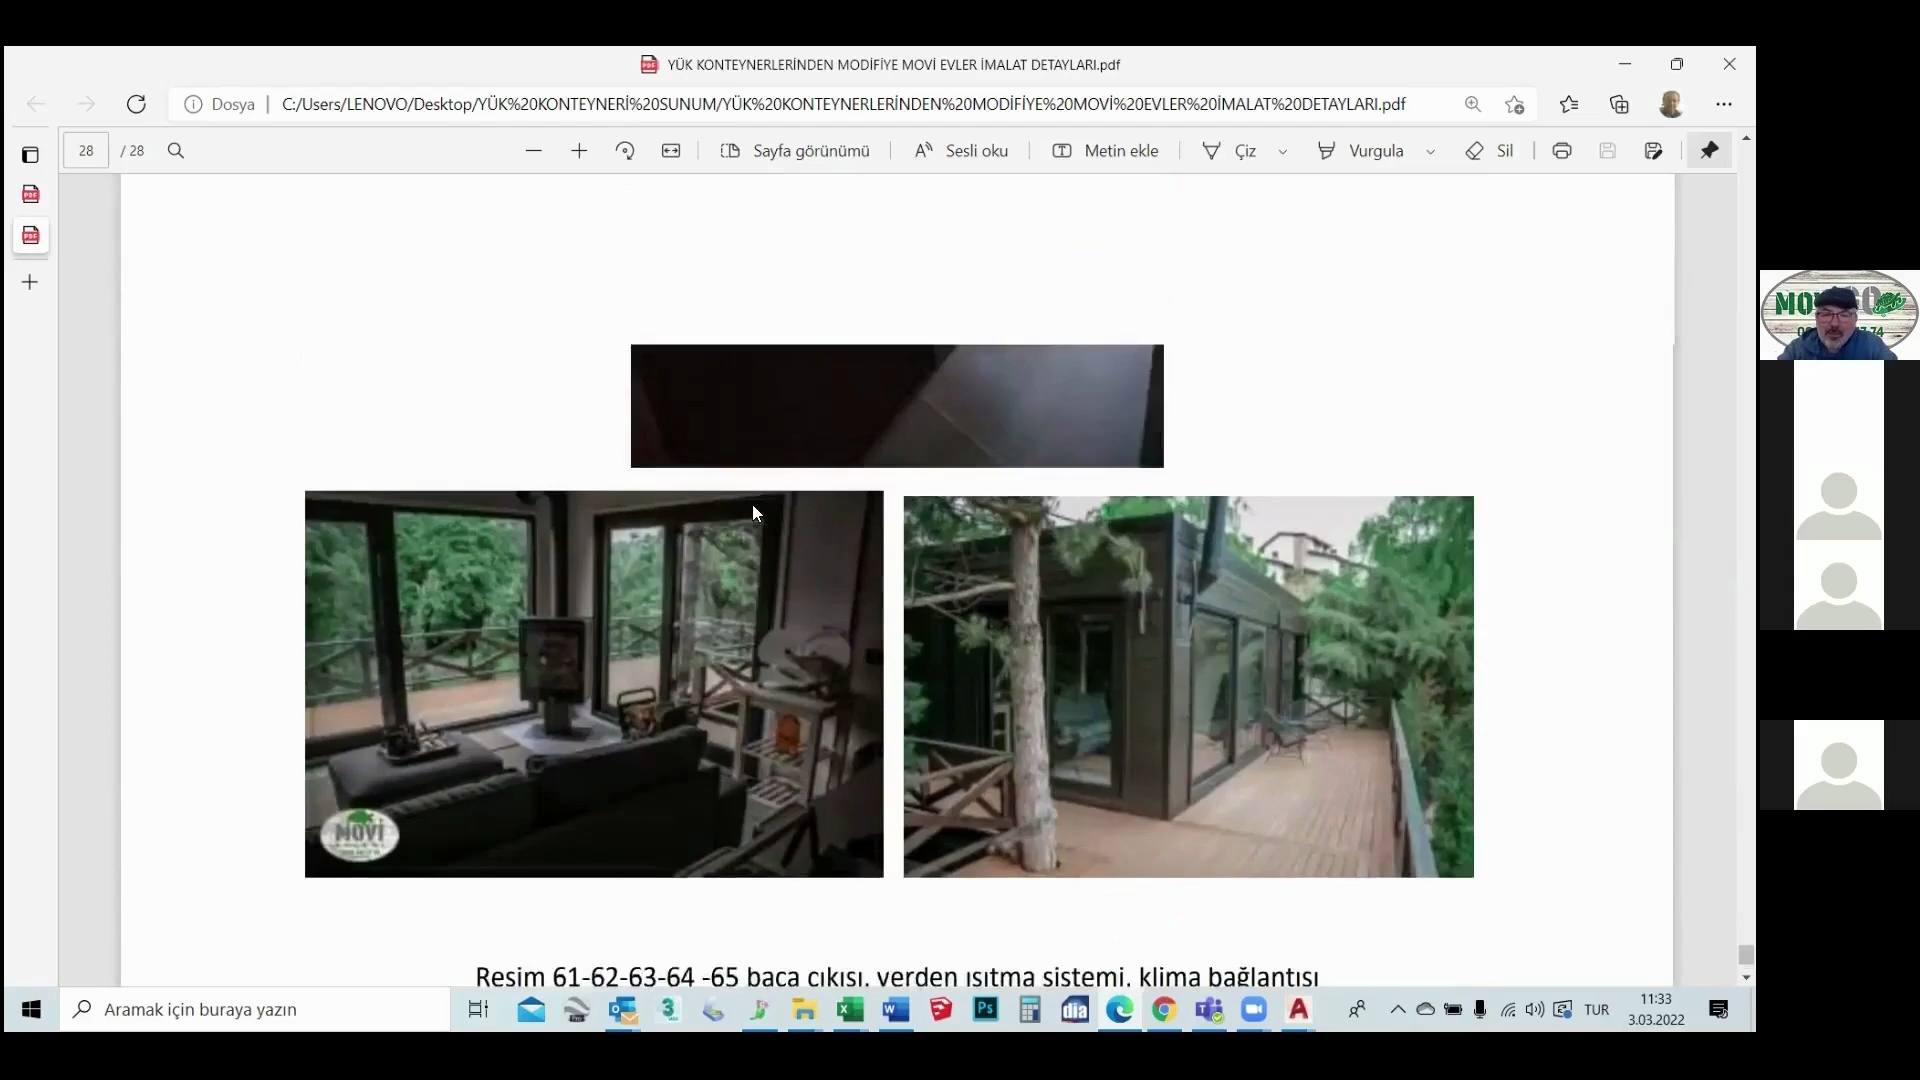 YÜK KONTEYNERLERİNDEN MODİFİYE MOVİ EVLER İMALAT DETAYLARI.pdf
Dosya C:/Users/LENOVO/Desktop/YÜK%20KONTEYNERİ%20SUNUM/YÜK%20KONTEYNERLERİNDEN%20MODİFİYE%20MOVİ%20EVLER%20İMALAT%20DETAYLARI.pdf
28 / 28 Sayfa görünümü Sesli oku Metin ekle Çiz Vurgula Sil
MOVİ
Resim 61-62-63-64 -65 baca çıkışı, yerden ısıtma sistemi, klima bağlantısı
Aramak için buraya yazın
TUR
11:33
3.03.2022